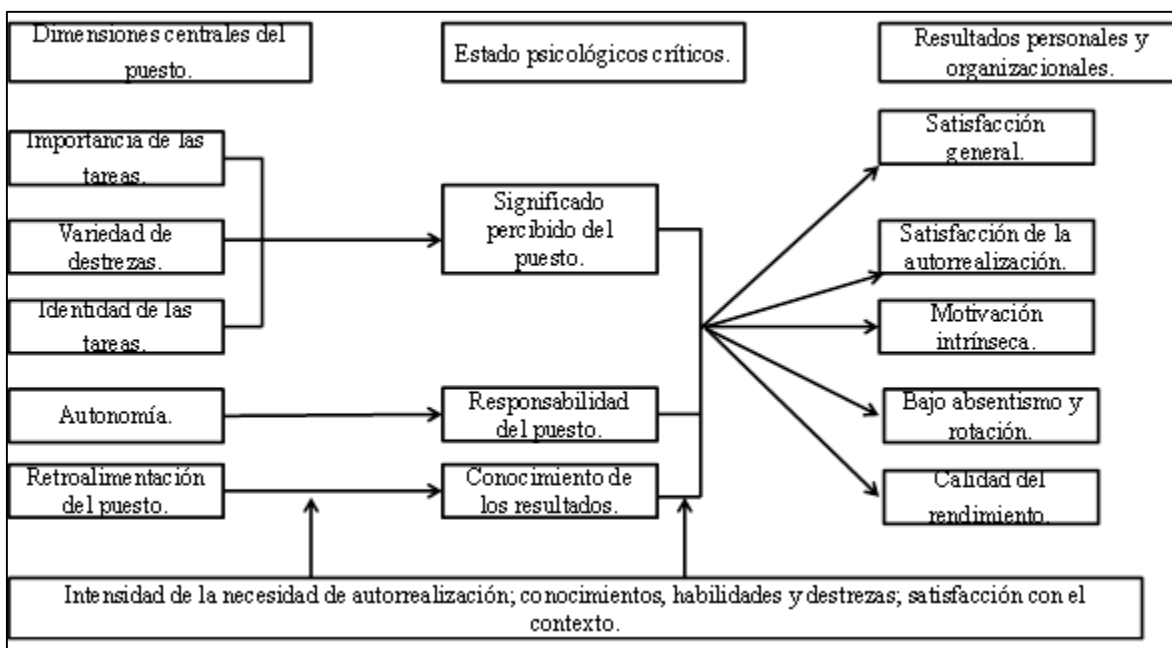 Dimensiones centrales del
puesto.
Estado psicológicos críticos.
Resultados personales y
organizacionales.
Importancia de las
tareas.
Variedad de
destrezas.
Identidad de las
tareas.
Autonomía.
Retroalimentación
del puesto.
Significado
percibido del
puesto.
Responsabilidad
del puesto.
Conocimiento de
los resultados.
Satisfacción
general.
Satisfacción de la
autorrealización.
Motivación
intrínseca.
Bajo absentismo y
rotación.
Calidad del
rendimiento.
Intensidad de la necesidad de autorrealización; conocimientos, habilidades y destrezas; satisfacción con el
contexto.